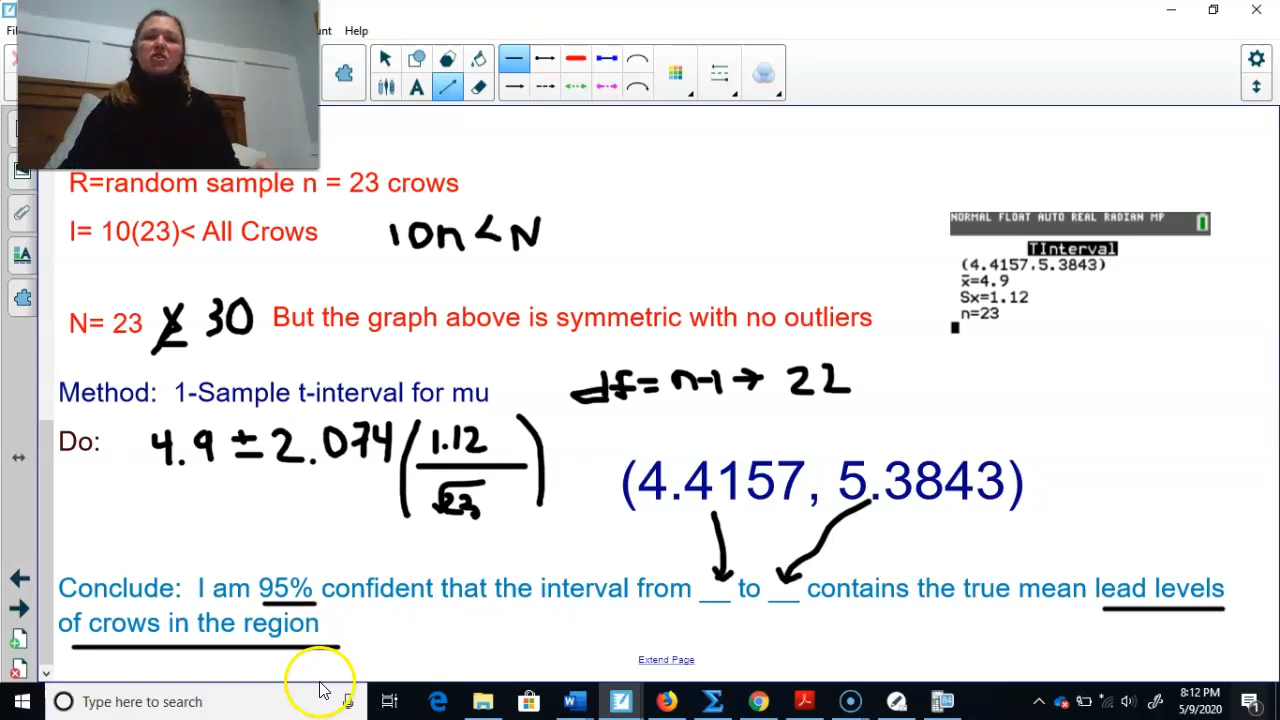 Fi
unt Help
R=random sample n = 23 crows
I= 10(23)< All Crows 10n < N
NORMAL FLOAT AUTO REAL RADIAN MP
TInterval
(4.4157,5.3843)
x̄=4.9
Sx=1.12
n=23
N= 23 ≱ 30 But the graph above is symmetric with no outliers
Method: 1-Sample t-interval for mu df = n-1 → 22
Do: 4.9 ± 2.074 (1.12/√23)
(4.4157, 5.3843)
Conclude: I am 95% confident that the interval from __ to __ contains the true mean lead levels
of crows in the region
Extend Page
Type here to search
8:12 PM
5/9/2020